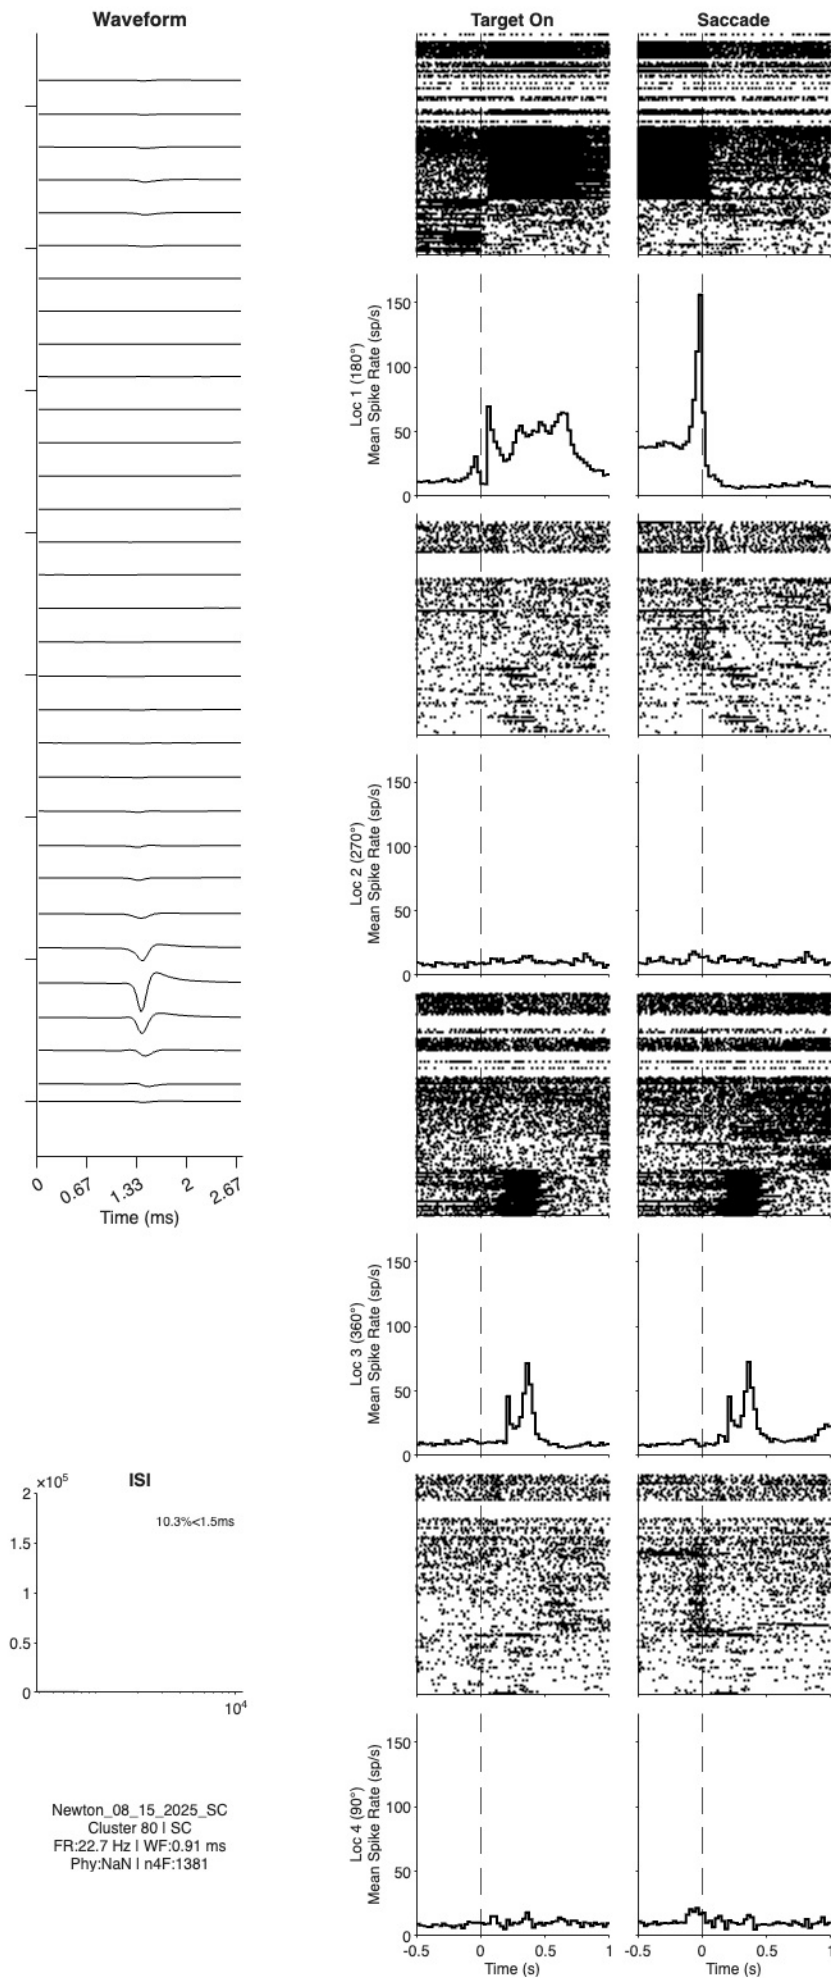 Waveform
Target On
Saccade
0
0.67
1.33
2
2.67
Time (ms)
150
100
50
0
Loc 1 (180°)
Mean Spike Rate (sp/s)
150
100
50
0
Loc 2 (270°)
Mean Spike Rate (sp/s)
150
100
50
0
Loc 3 (360°)
Mean Spike Rate (sp/s)
ISI
×10⁵
10.3%<1.5ms
2
1.5
1
0.5
0
10⁴
150
100
50
0
Loc 4 (90°)
Mean Spike Rate (sp/s)
-0.5 0 0.5 1
Time (s)
-0.5 0 0.5 1
Time (s)
Newton_08_15_2025_SC
Cluster 80 | SC
FR:22.7 Hz | WF:0.91 ms
Phy:NaN | n4F:1381